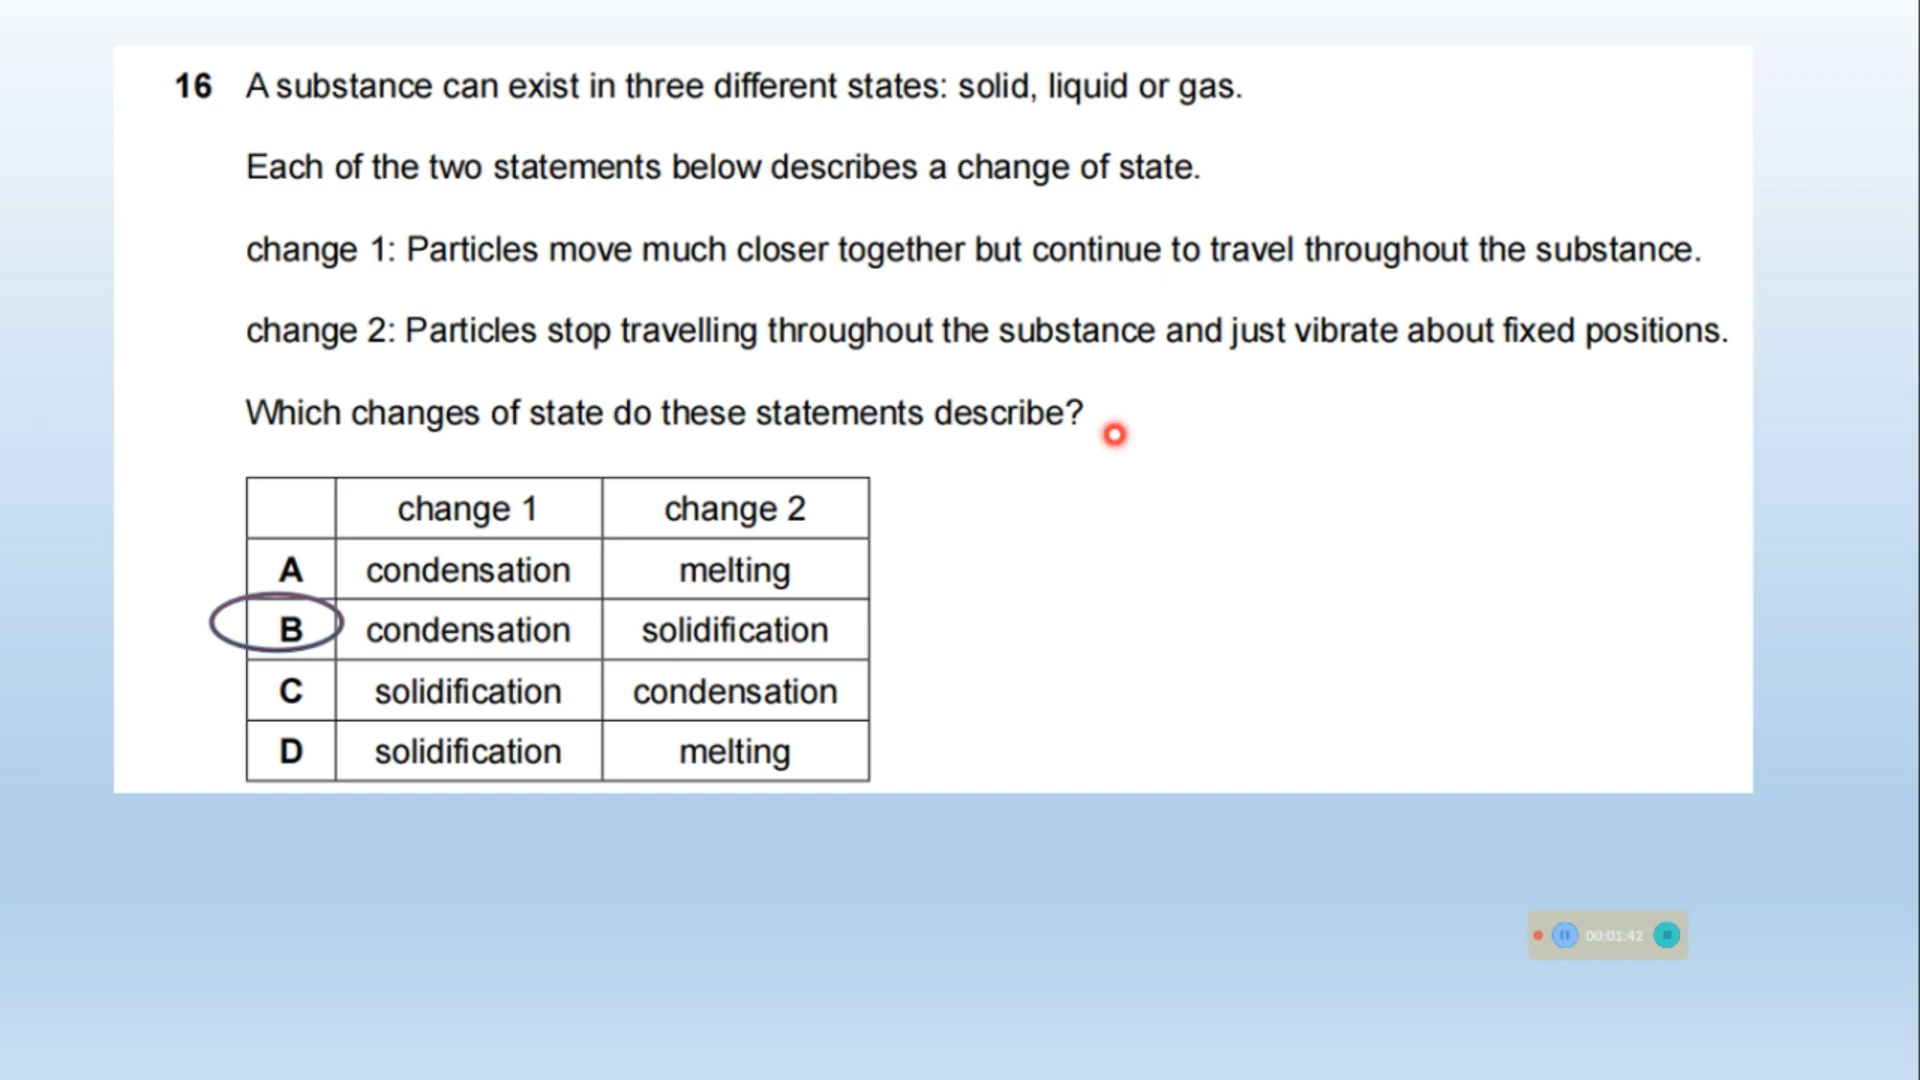 16 A substance can exist in three different states: solid, liquid or gas.
Each of the two statements below describes a change of state.
change 1: Particles move much closer together but continue to travel throughout the substance.
change 2: Particles stop travelling throughout the substance and just vibrate about fixed positions.
Which changes of state do these statements describe?
change 1 change 2
A condensation melting
B condensation solidification
C solidification condensation
D solidification melting
00:01:42